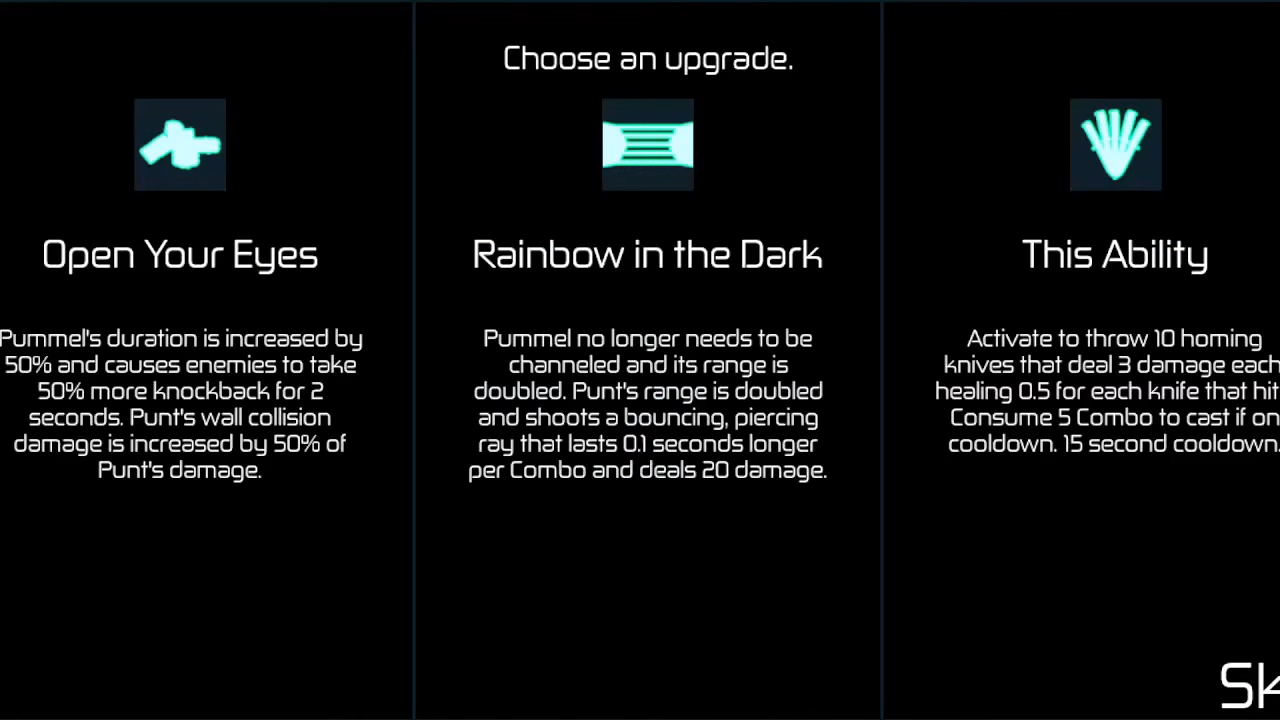 Choose an upgrade.
Open Your Eyes
Pummel's duration is increased by
50% and causes enemies to take
50% more knockback for 2
seconds. Punt's wall collision
damage is increased by 50% of
Punt's damage.
Rainbow in the Dark
Pummel no longer needs to be
channeled and its range is
doubled. Punt's range is doubled
and shoots a bouncing, piercing
ray that lasts 0.1 seconds longer
per Combo and deals 20 damage.
This Ability
Activate to throw 10 homing
knives that deal 3 damage each
healing 0.5 for each knife that hit
Consume 5 Combo to cast if on
cooldown. 15 second cooldown.
Sk